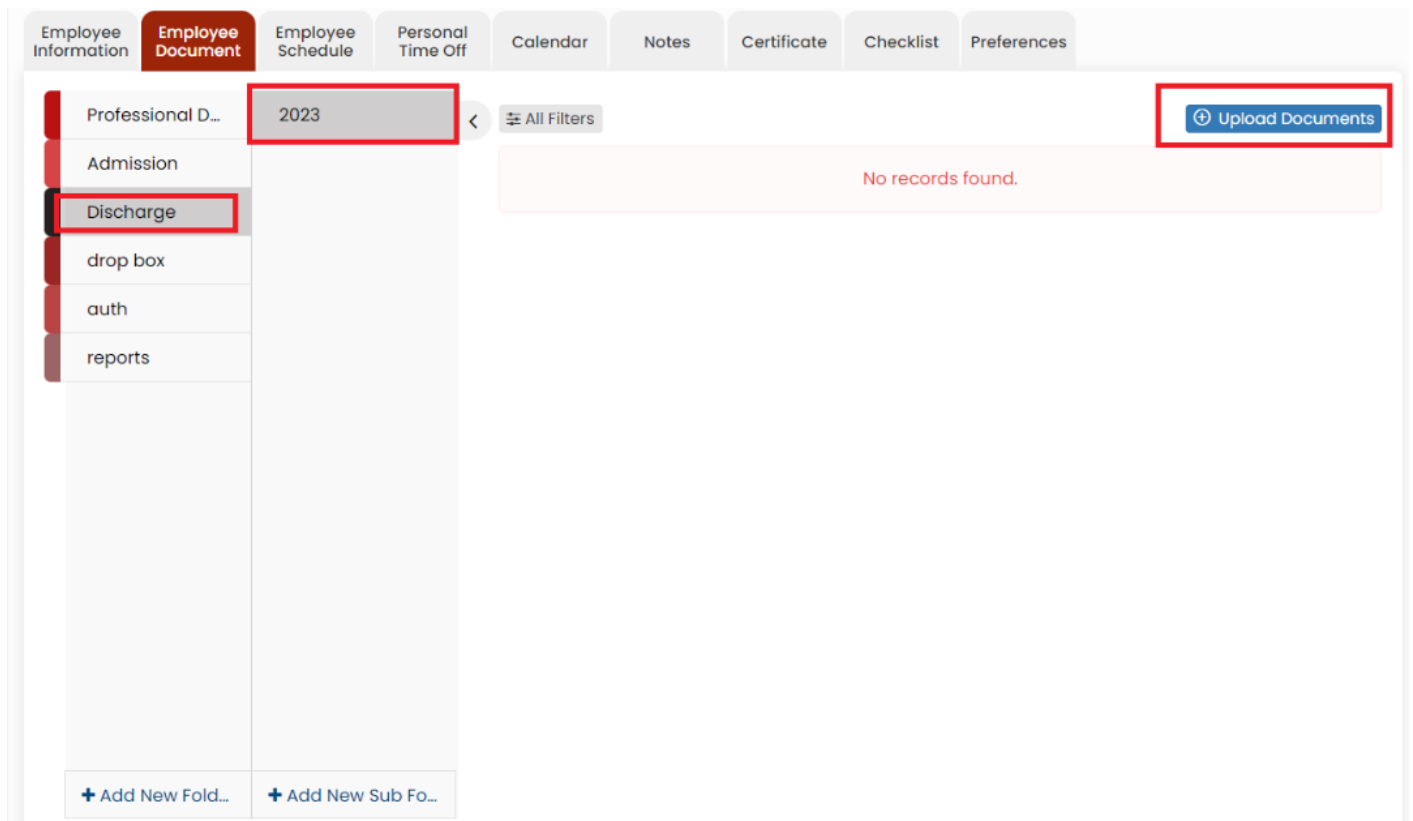 Employee Information
Employee Document
Employee Schedule
Personal Time Off
Calendar
Notes
Certificate
Checklist
Preferences
Professional D...
Admission
Discharge
drop box
auth
reports
+ Add New Fold...
2023
+ Add New Sub Fo...
All Filters
Upload Documents
No records found.